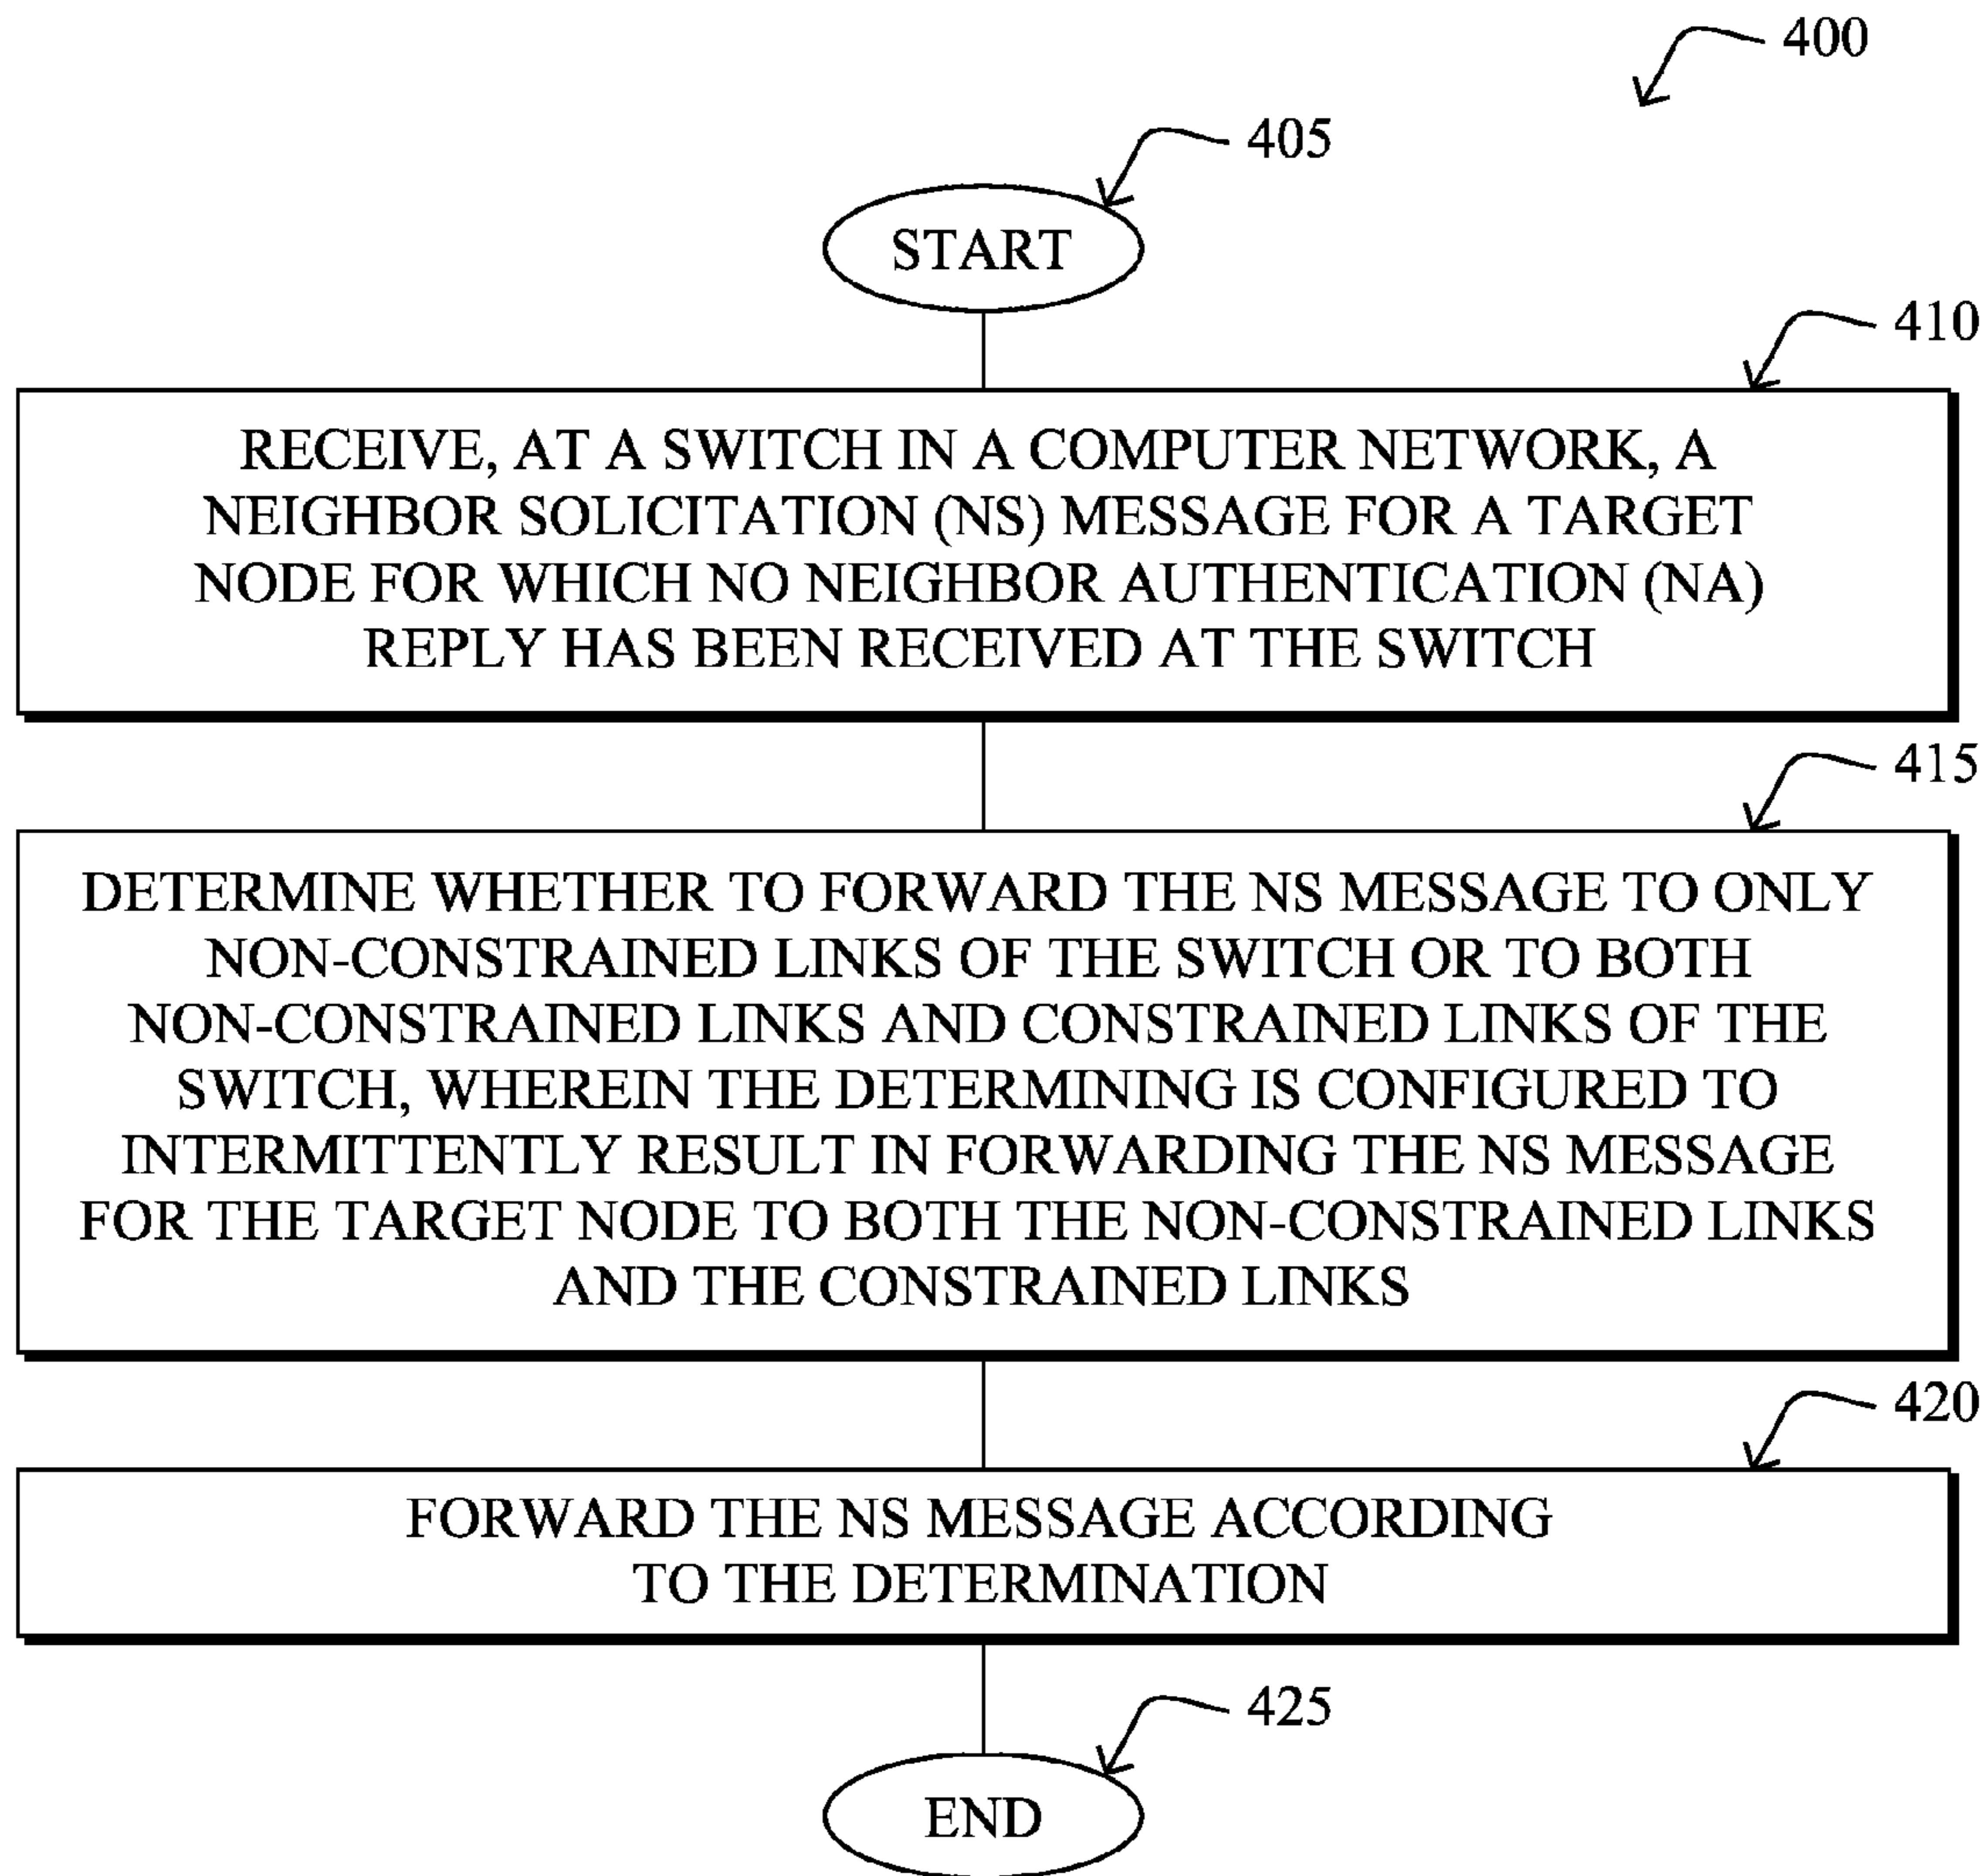 400
405
START
410
RECEIVE, AT A SWITCH IN A COMPUTER NETWORK, A
NEIGHBOR SOLICITATION (NS) MESSAGE FOR A TARGET
NODE FOR WHICH NO NEIGHBOR AUTHENTICATION (NA)
REPLY HAS BEEN RECEIVED AT THE SWITCH
415
DETERMINE WHETHER TO FORWARD THE NS MESSAGE TO ONLY
NON-CONSTRAINED LINKS OF THE SWITCH OR TO BOTH
NON-CONSTRAINED LINKS AND CONSTRAINED LINKS OF THE
SWITCH, WHEREIN THE DETERMINING IS CONFIGURED TO
INTERMITTENTLY RESULT IN FORWARDING THE NS MESSAGE
FOR THE TARGET NODE TO BOTH THE NON-CONSTRAINED LINKS
AND THE CONSTRAINED LINKS
420
FORWARD THE NS MESSAGE ACCORDING
TO THE DETERMINATION
425
END